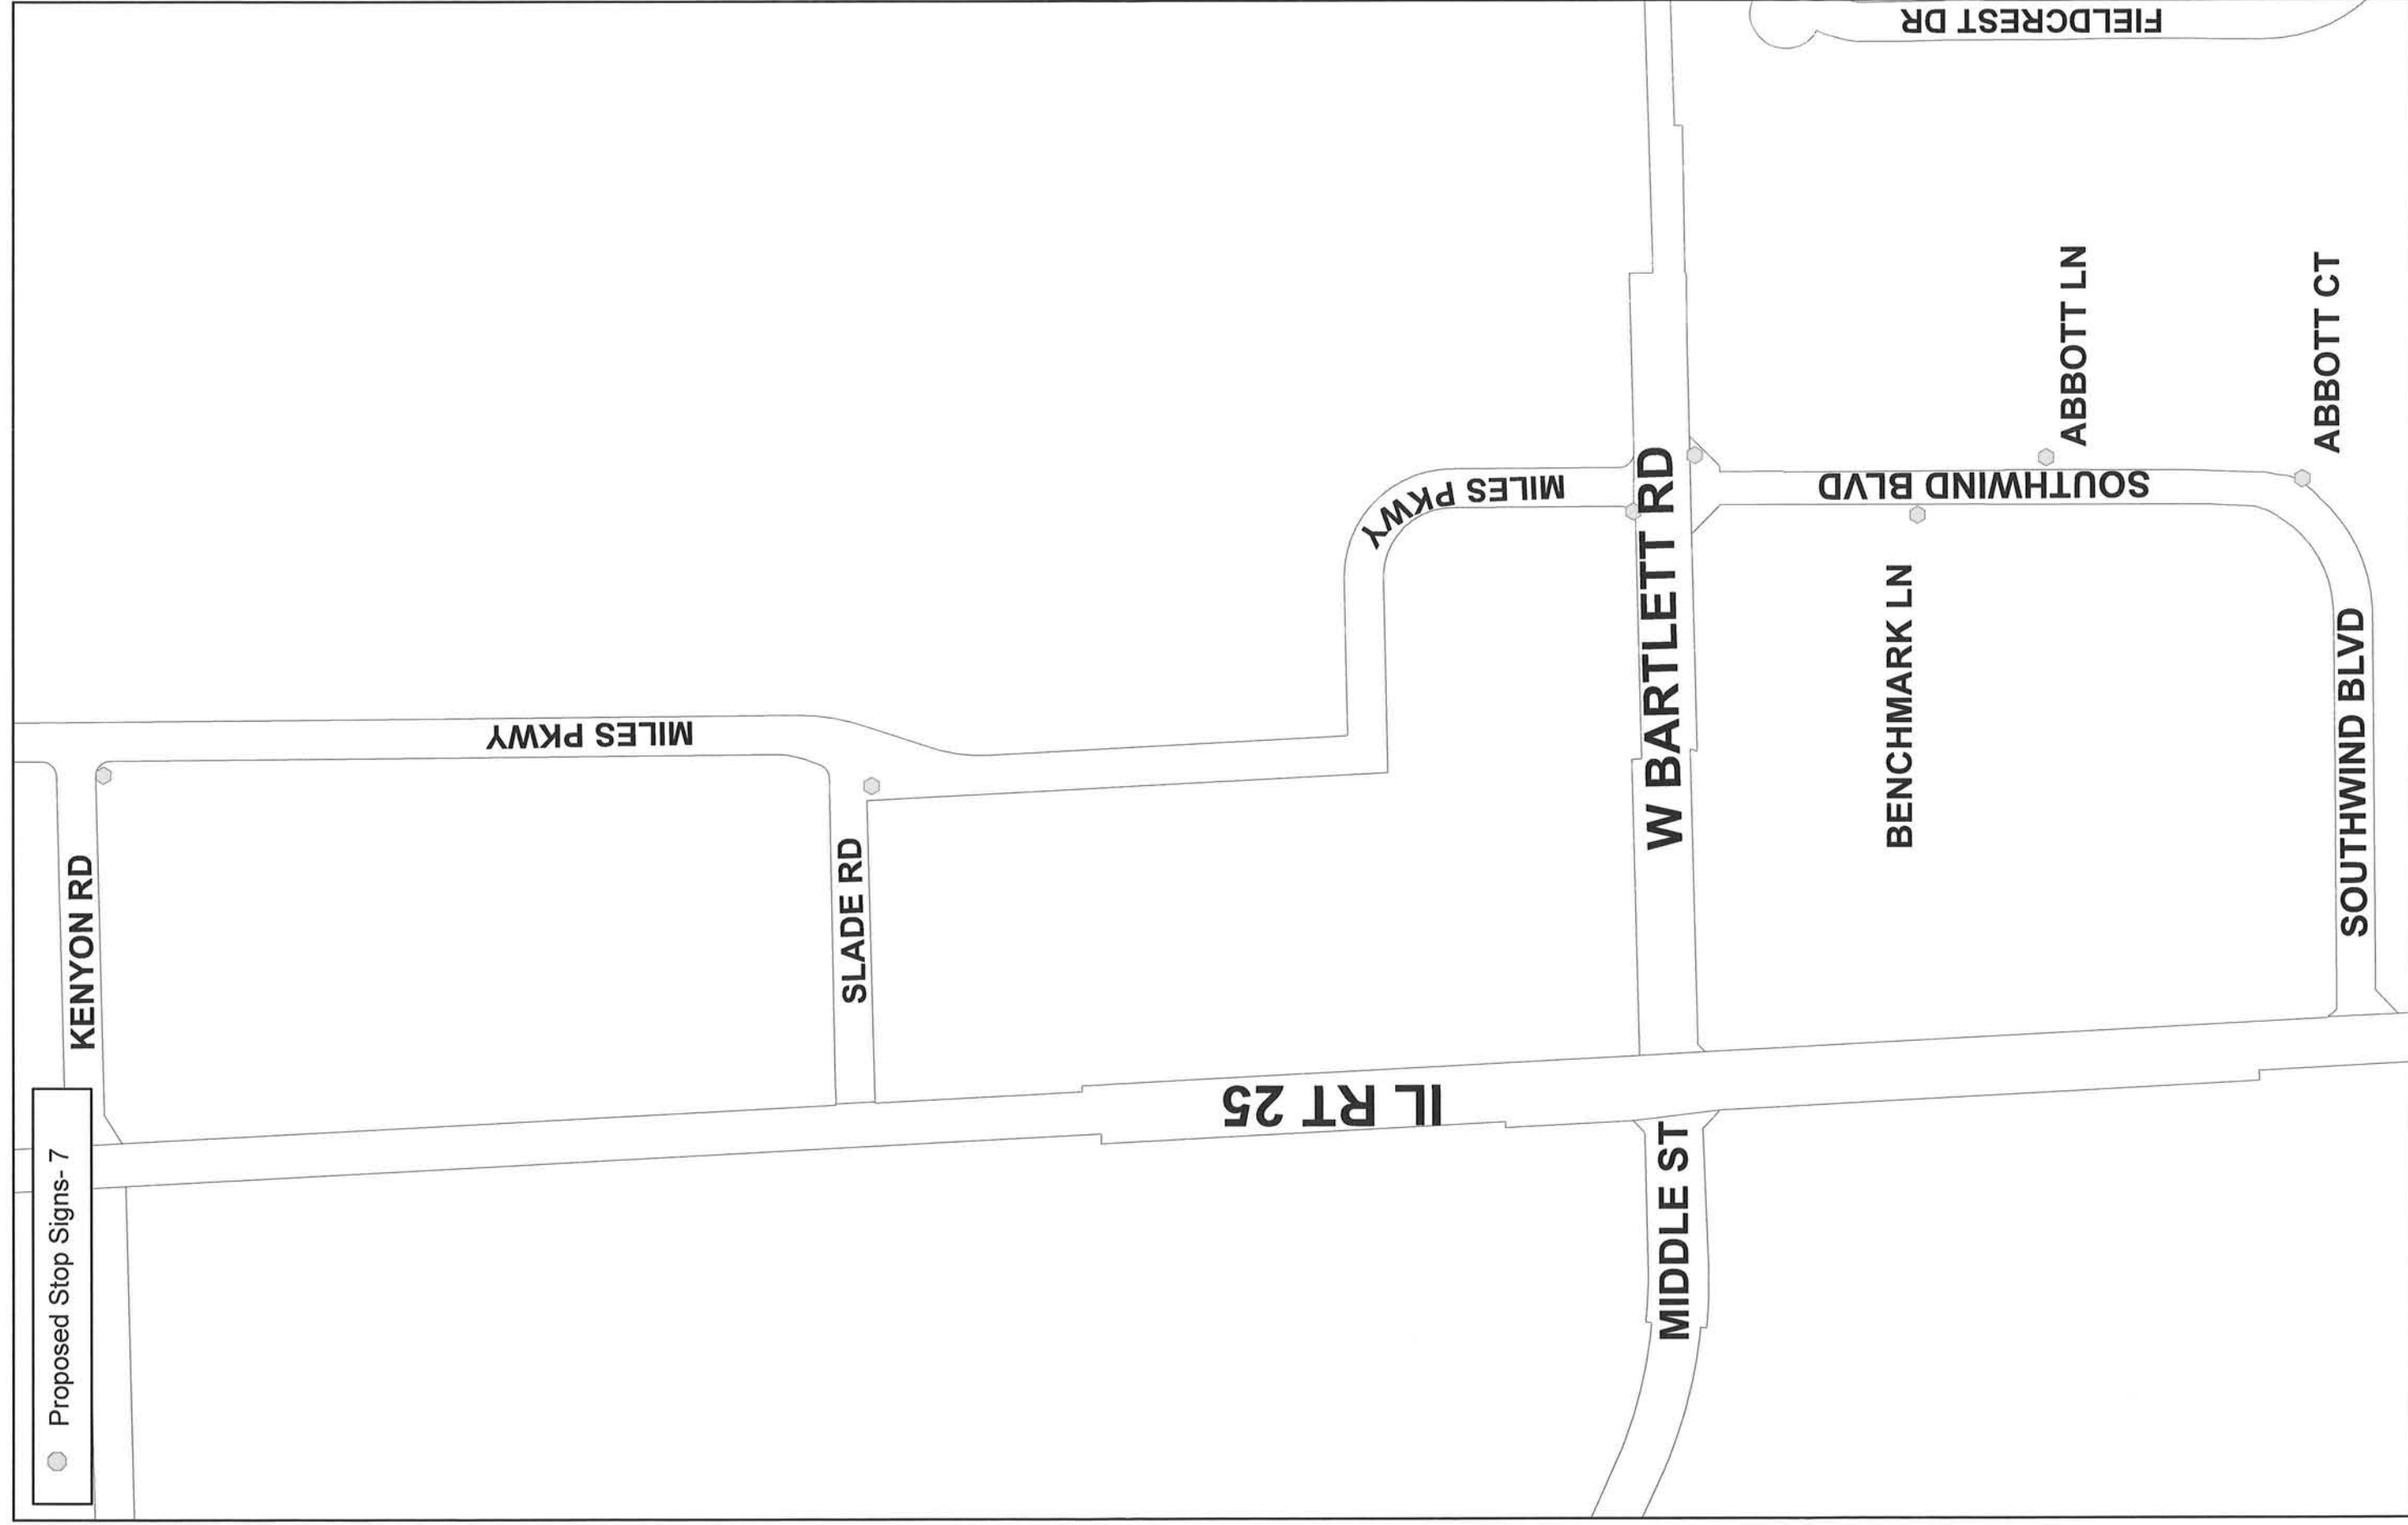 Proposed Stop Signs- 7
KENYON RD
MILES PKWY
SLADE RD
IL RT 25
MILES PKWY
W BARTLETT RD
MIDDLE ST
FIELDCREST DR
SOUTHWIND BLVD
BENCHMARK LN
ABBOTT LN
ABBOTT CT
SOUTHWIND BLVD